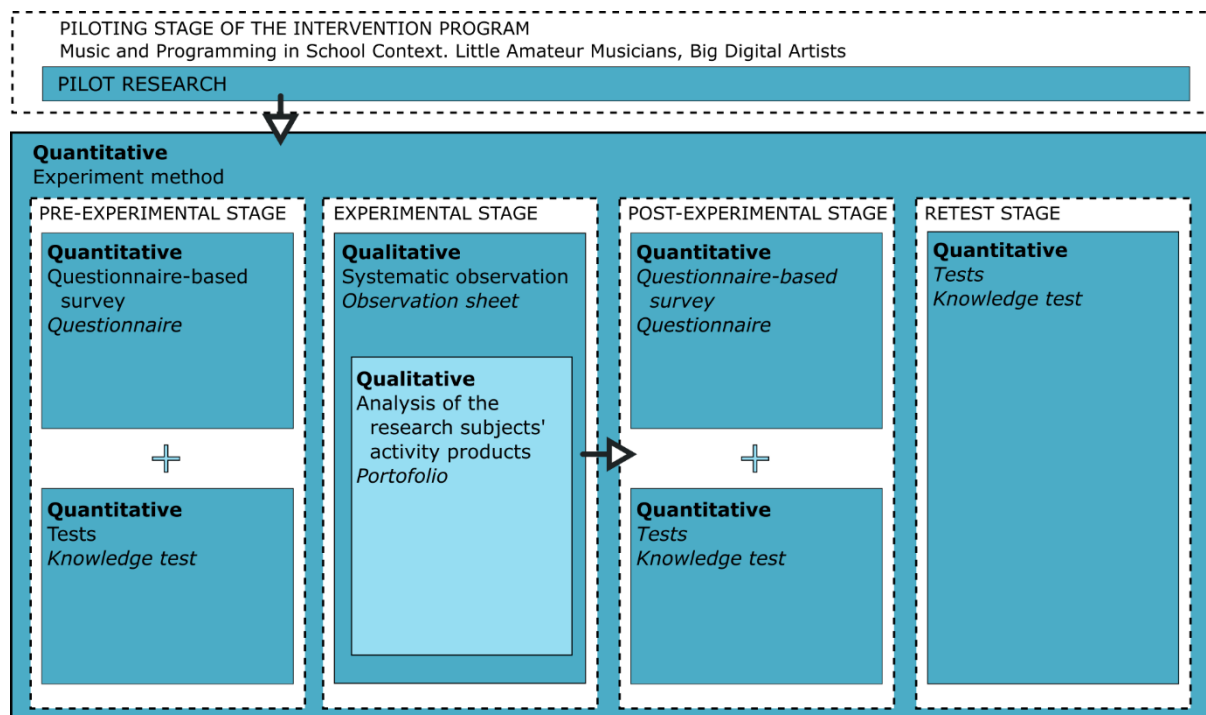 PILOTING STAGE OF THE INTERVENTION PROGRAM
Music and Programming in School Context. Little Amateur Musicians, Big Digital Artists
PILOT RESEARCH
Quantitative
Experiment method
PRE-EXPERIMENTAL STAGE
Quantitative
Questionnaire-based
survey
Questionnaire
+
Quantitative
Tests
Knowledge test
EXPERIMENTAL STAGE
Qualitative
Systematic observation
Observation sheet
Qualitative
Analysis of the
research subjects'
activity products
Portofolio
POST-EXPERIMENTAL STAGE
Quantitative
Questionnaire-based
survey
Questionnaire
+
Quantitative
Tests
Knowledge test
RETEST STAGE
Quantitative
Tests
Knowledge test